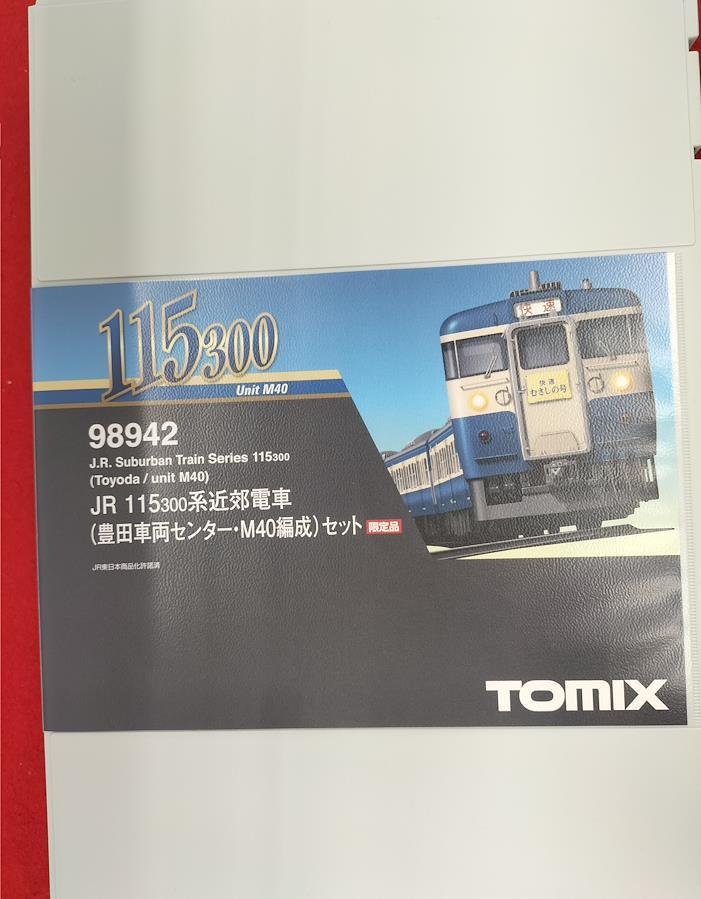 115300
Unit M40
快速
快速
むさしの号
98942
J.R. Suburban Train Series 115300
(Toyoda / unit M40)
JR 115300系近郊電車
(豊田車両センター・M40編成)セット 限定品
JR東日本商品化許諾済
TOMIX